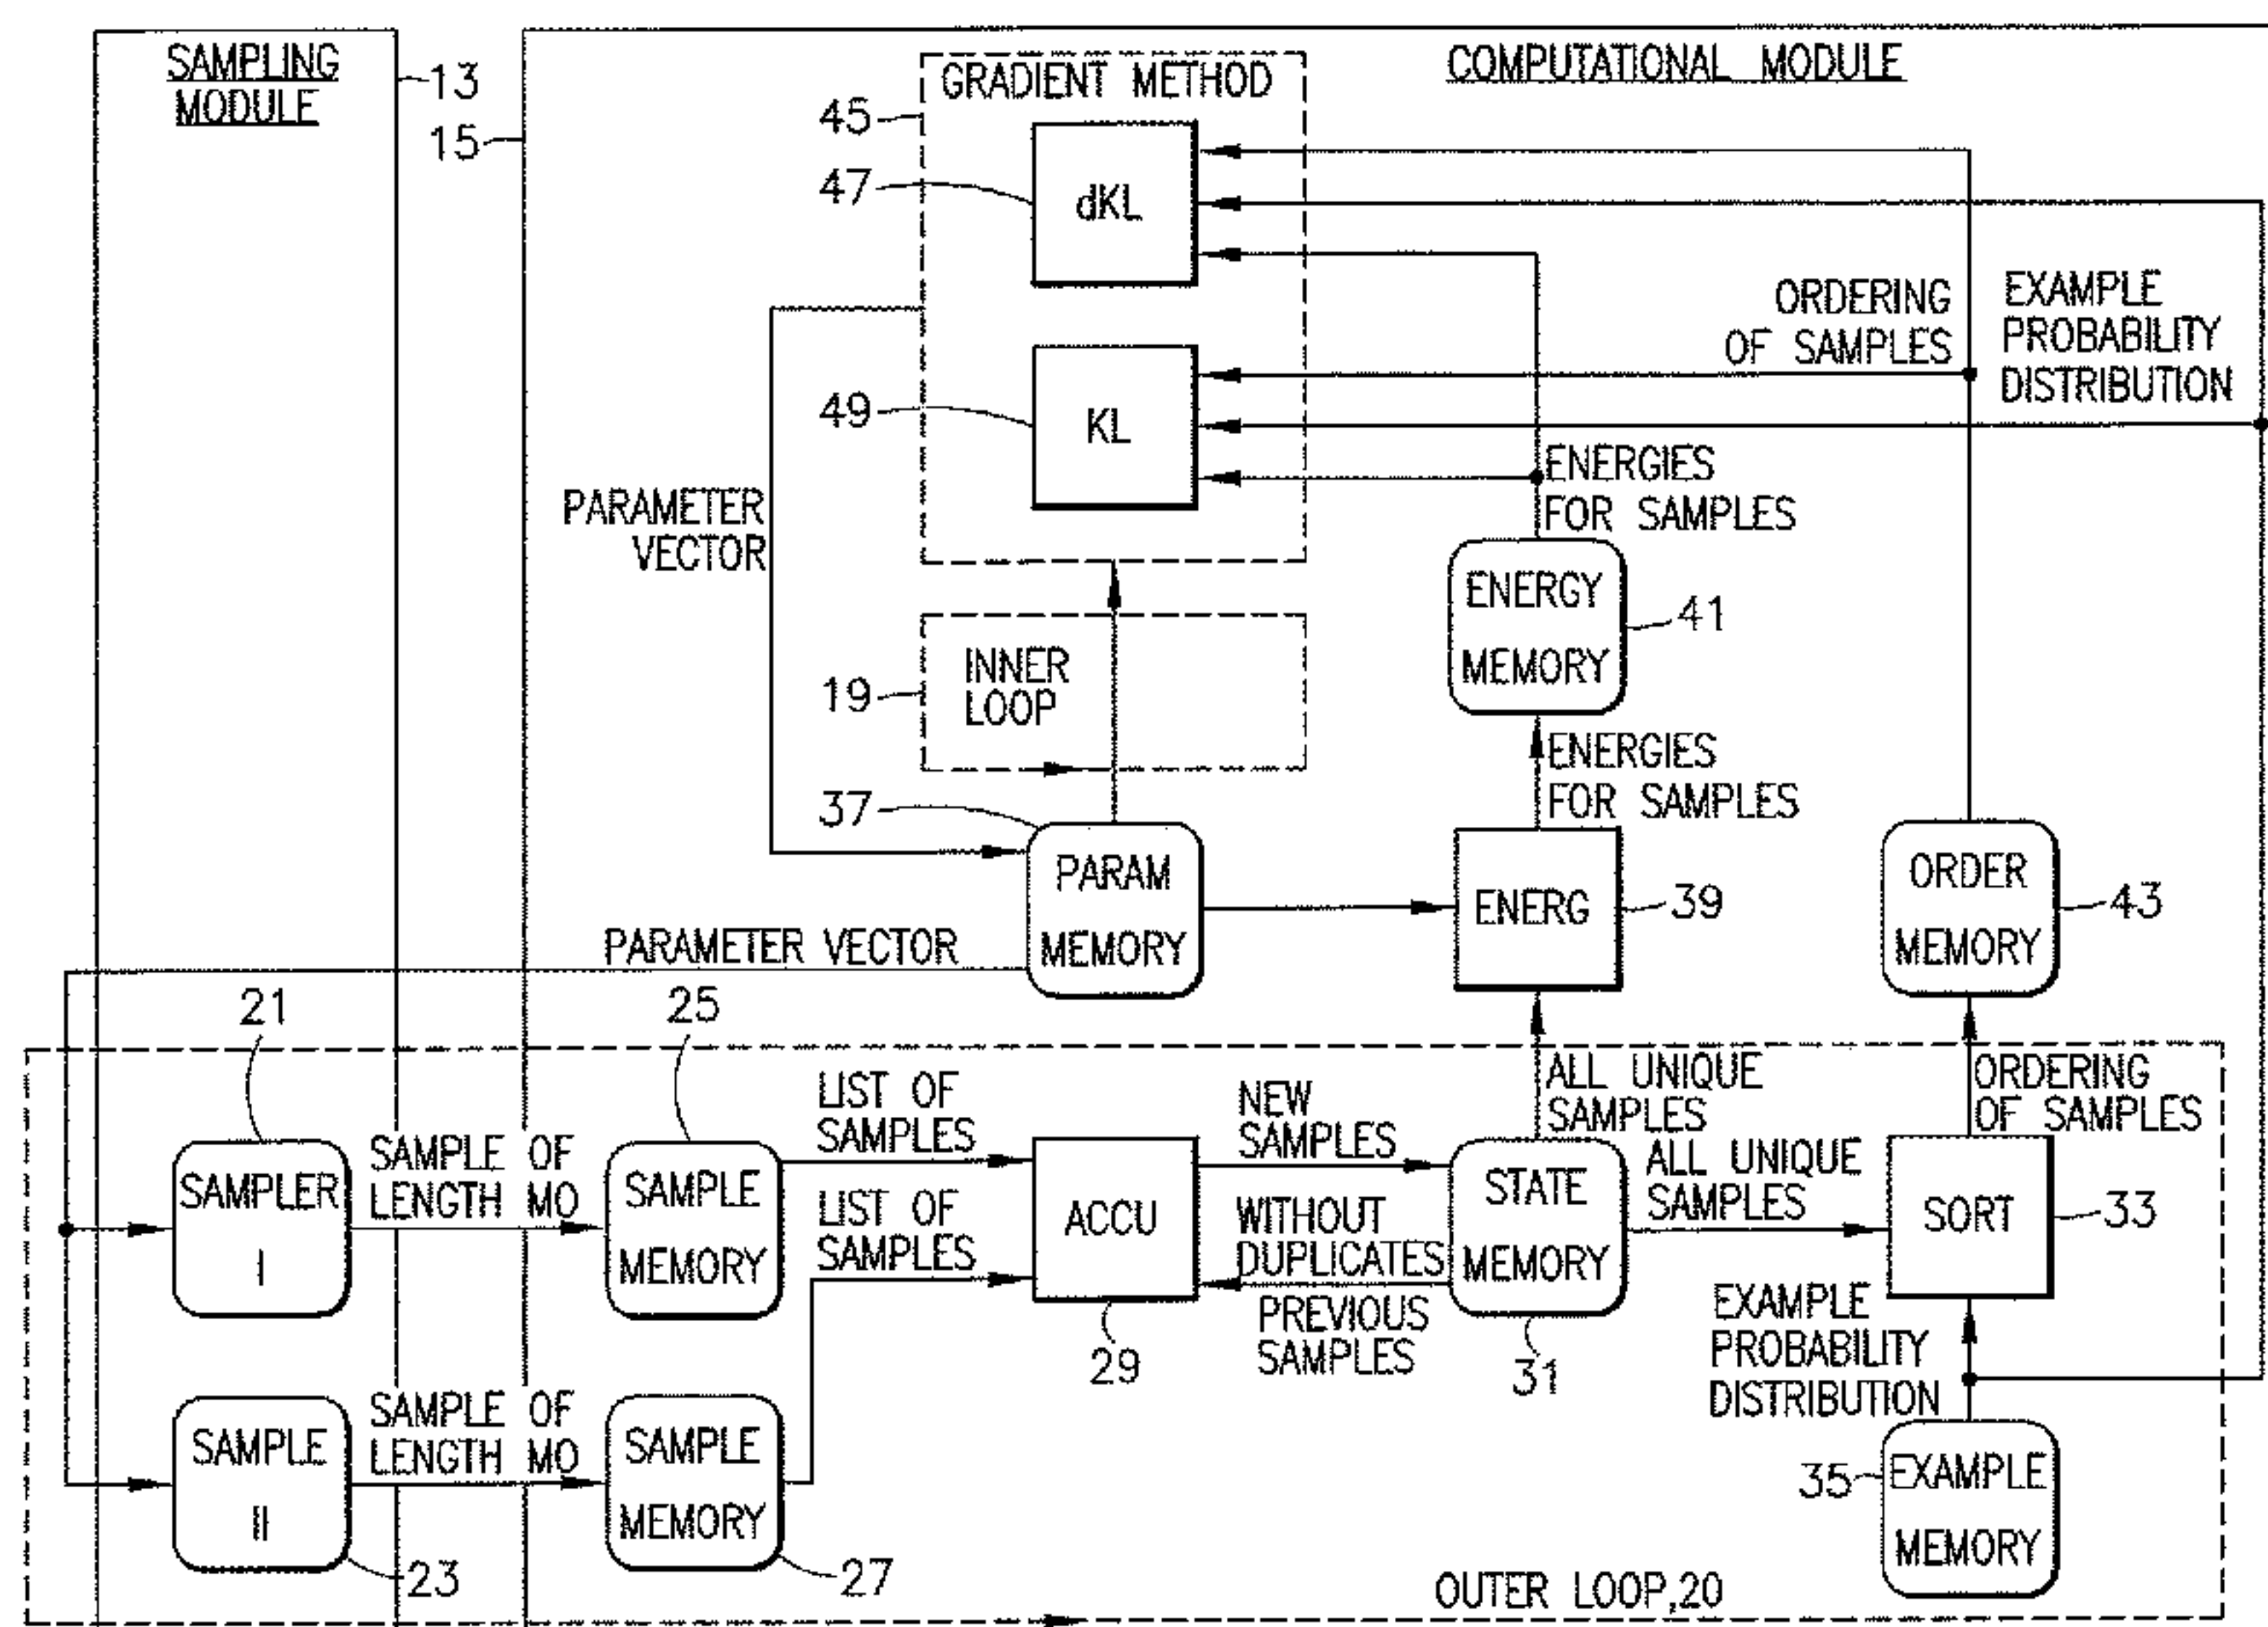 SAMPLING
MODULE
13
15
COMPUTATIONAL MODULE
GRADIENT METHOD
45
47
dKL
49
KL
ORDERING
OF SAMPLES
EXAMPLE
PROBABILITY
DISTRIBUTION
PARAMETER
VECTOR
ENERGIES
FOR SAMPLES
ENERGY
MEMORY
41
19
INNER
LOOP
ENERGIES
FOR SAMPLES
37
PARAM
MEMORY
ENERG
39
ORDER
MEMORY
43
PARAMETER VECTOR
21
25
SAMPLER
I
SAMPLE OF
LENGTH MO
SAMPLE
MEMORY
LIST OF
SAMPLES
LIST OF
SAMPLES
ACCU
29
NEW
SAMPLES
WITHOUT
DUPLICATES
PREVIOUS
SAMPLES
ALL UNIQUE
SAMPLES
STATE
MEMORY
31
ALL UNIQUE
SAMPLES
ORDERING
OF SAMPLES
SORT
33
EXAMPLE
PROBABILITY
DISTRIBUTION
SAMPLE
II
23
SAMPLE OF
LENGTH MO
SAMPLE
MEMORY
27
35
EXAMPLE
MEMORY
OUTER LOOP,20